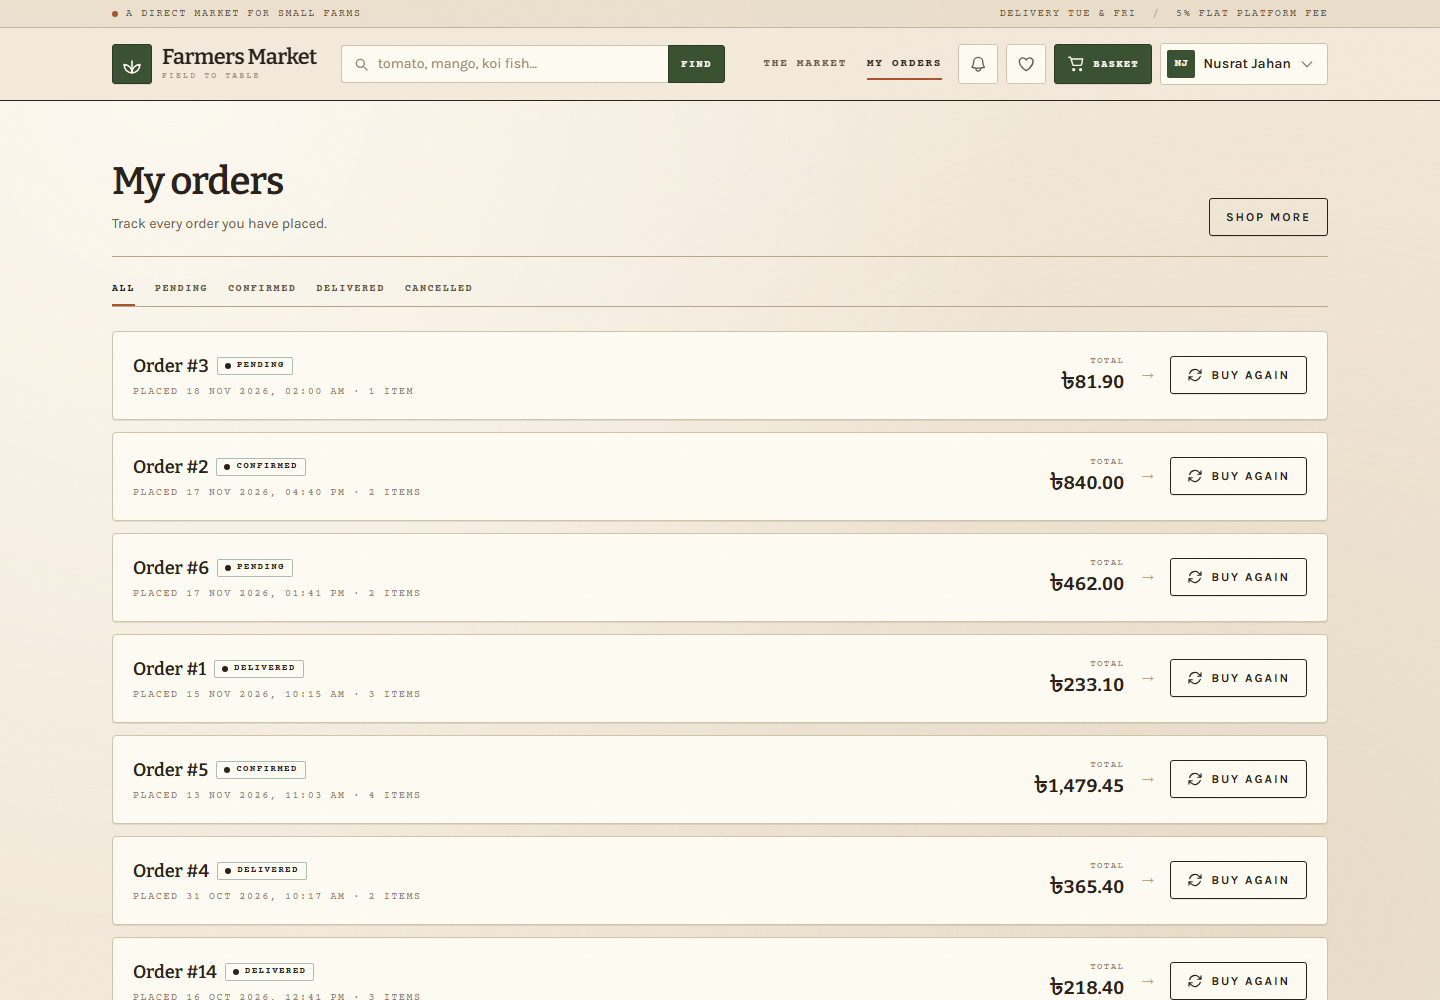 A DIRECT MARKET FOR SMALL FARMS
DELIVERY TUE & FRI / 5% FLAT PLATFORM FEE
Farmers Market
FIELD TO TABLE
tomato, mango, koi fish…
FIND
THE MARKET
MY ORDERS
BASKET
NJ
Nusrat Jahan
My orders
Track every order you have placed.
SHOP MORE
ALL PENDING CONFIRMED DELIVERED CANCELLED
Order #3 PENDING
PLACED 18 NOV 2026, 02:00 AM · 1 ITEM
TOTAL
৳81.90
→
BUY AGAIN
Order #2 CONFIRMED
PLACED 17 NOV 2026, 04:40 PM · 2 ITEMS
TOTAL
৳840.00
→
BUY AGAIN
Order #6 PENDING
PLACED 17 NOV 2026, 01:41 PM · 2 ITEMS
TOTAL
৳462.00
→
BUY AGAIN
Order #1 DELIVERED
PLACED 15 NOV 2026, 10:15 AM · 3 ITEMS
TOTAL
৳233.10
→
BUY AGAIN
Order #5 CONFIRMED
PLACED 13 NOV 2026, 11:03 AM · 4 ITEMS
TOTAL
৳1,479.45
→
BUY AGAIN
Order #4 DELIVERED
PLACED 31 OCT 2026, 10:17 AM · 2 ITEMS
TOTAL
৳365.40
→
BUY AGAIN
Order #14 DELIVERED
PLACED 16 OCT 2026, 12:41 PM · 3 ITEMS
TOTAL
৳218.40
→
BUY AGAIN